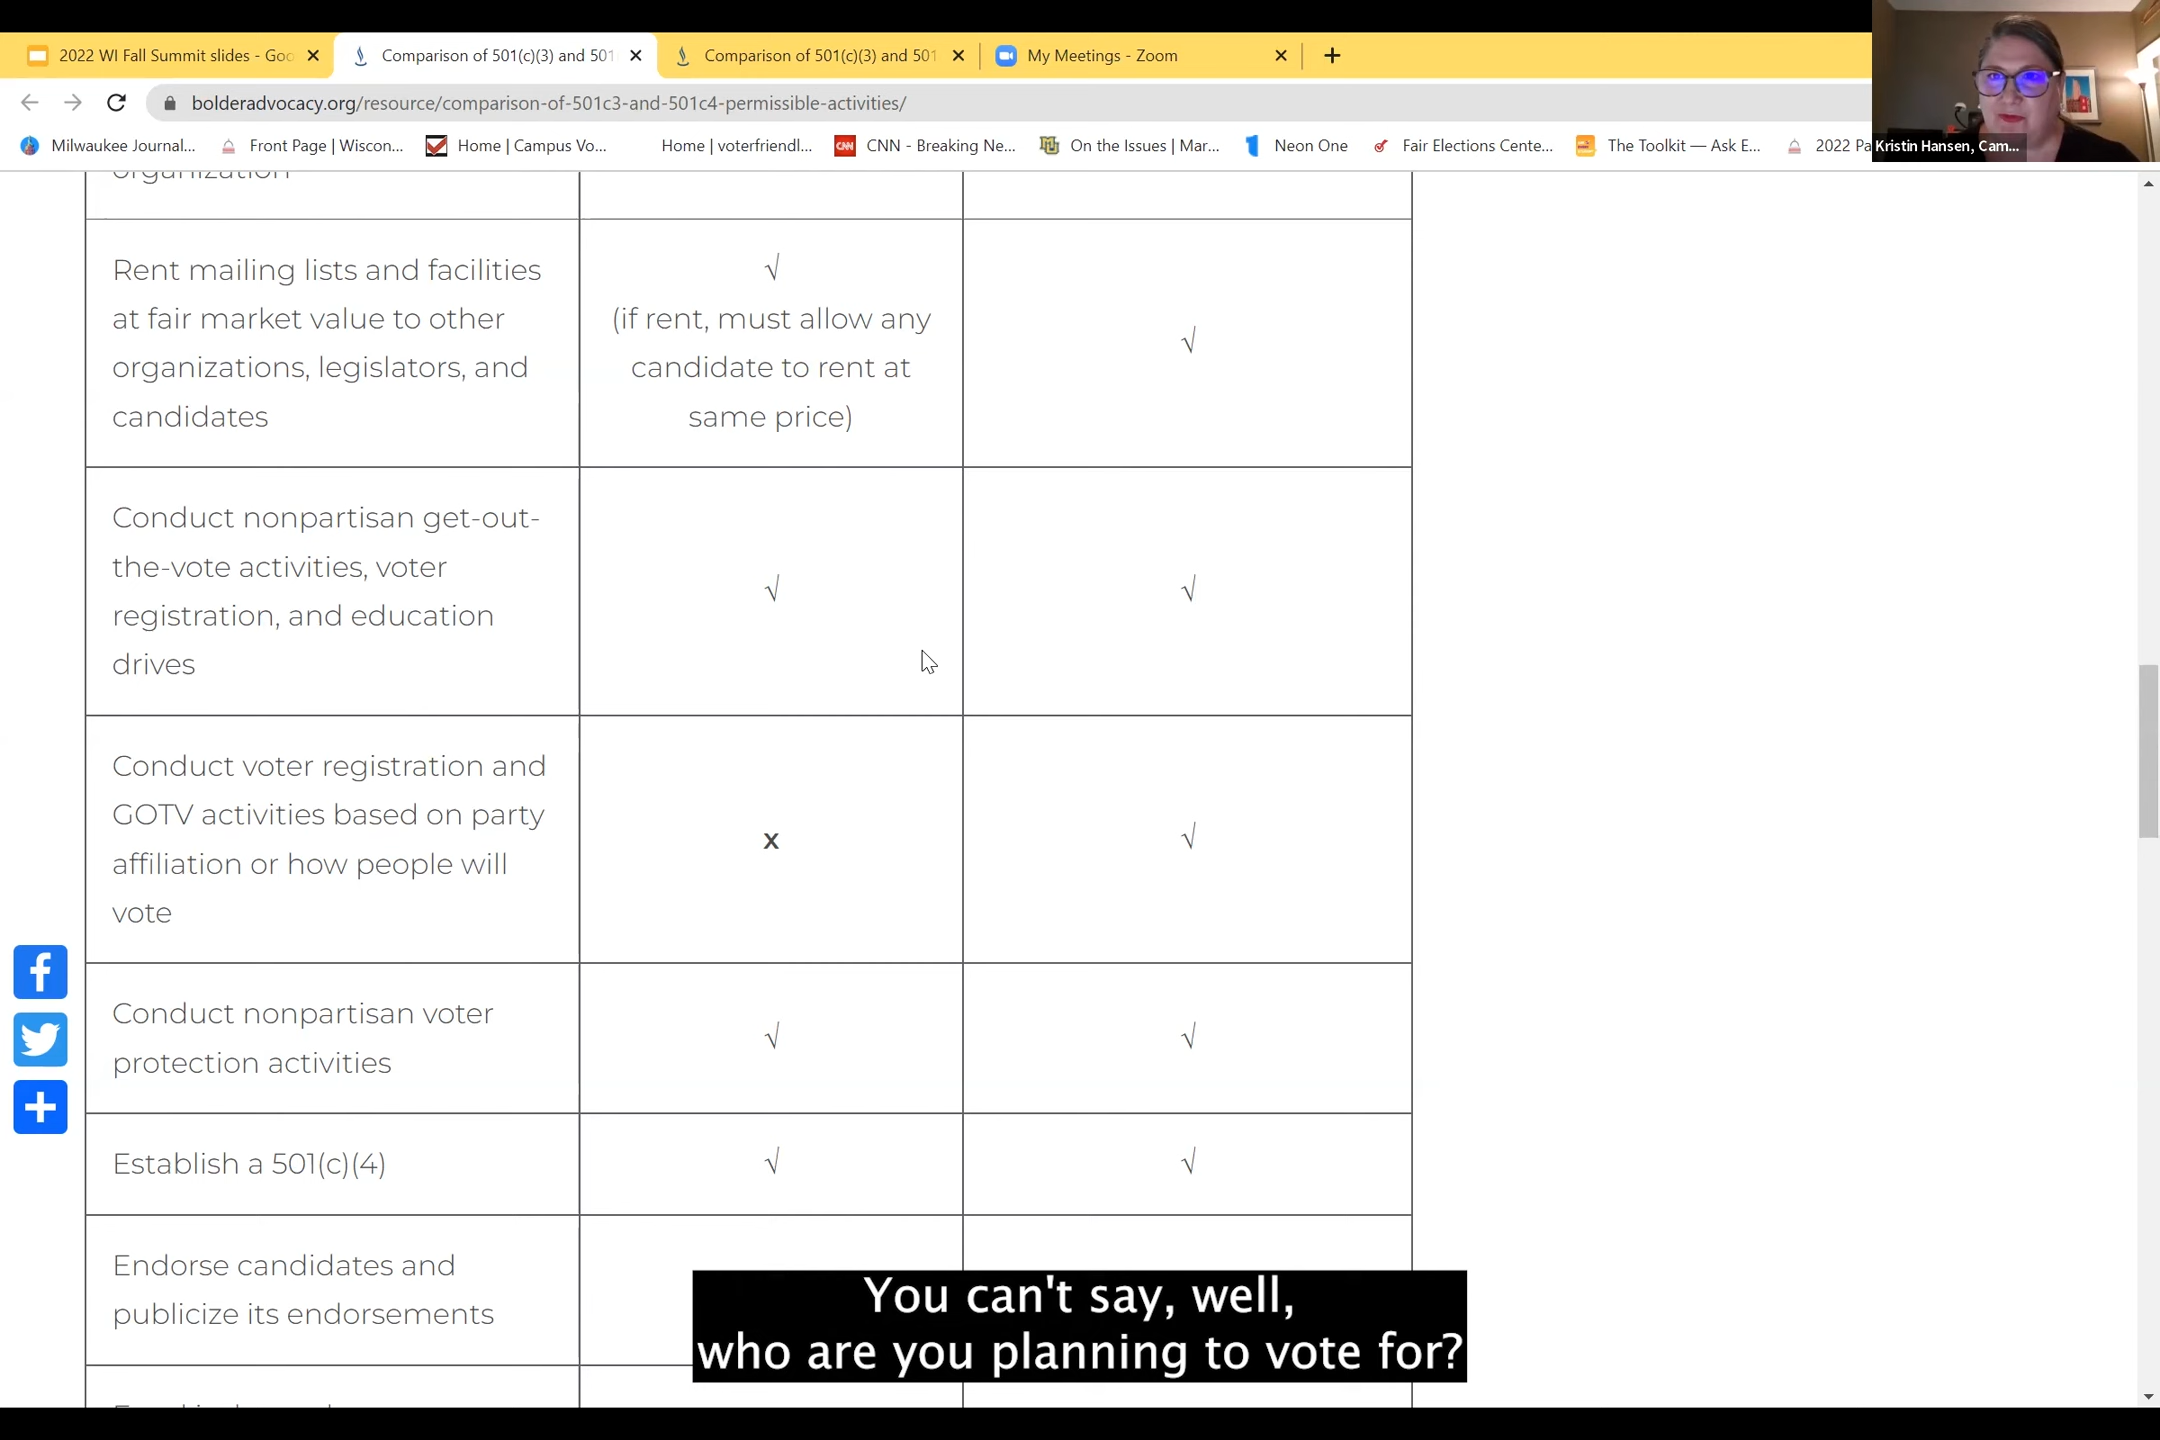 2022 WI Fall Summit slides - Goo
Comparison of 501(c)(3) and 501
Comparison of 501(c)(3) and 501
My Meetings - Zoom
bolderadvocacy.org/resource/comparison-of-501c3-and-501c4-permissible-activities/
Milwaukee Journal...
Front Page | Wiscon...
Home | Campus Vo...
Home | voterfriendl...
CNN
CNN - Breaking Ne...
On the Issues | Mar...
Neon One
Fair Elections Cente...
The Toolkit — Ask E...
2022 Pa
Kristin Hansen, Cam...
organization
Rent mailing lists and facilities
at fair market value to other
organizations, legislators, and
candidates
√
(if rent, must allow any
candidate to rent at
same price)
√
Conduct nonpartisan get-out-
the-vote activities, voter
registration, and education
drives
√
√
Conduct voter registration and
GOTV activities based on party
affiliation or how people will
vote
x
√
Conduct nonpartisan voter
protection activities
√
√
Establish a 501(c)(4)
√
√
Endorse candidates and
publicize its endorsements
You can't say, well,
who are you planning to vote for?